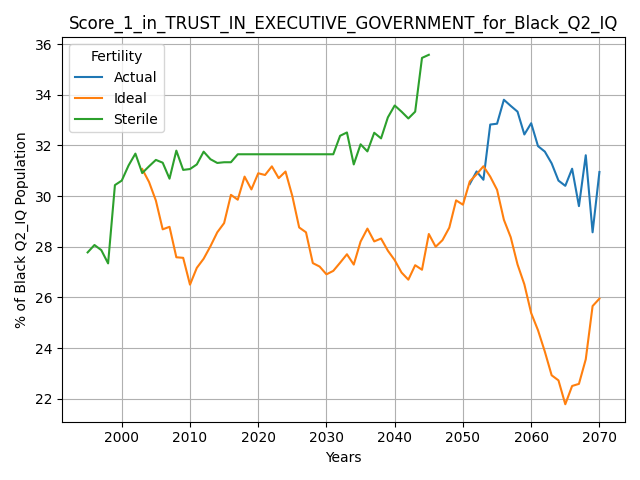 Score_1_in_TRUST_IN_EXECUTIVE_GOVERNMENT_for_Black_Q2_IQ
Fertility
Actual
Ideal
Sterile
% of Black Q2_IQ Population
36
34
32
30
28
26
24
22
2000 2010 2020 2030 2040 2050 2060 2070
Years